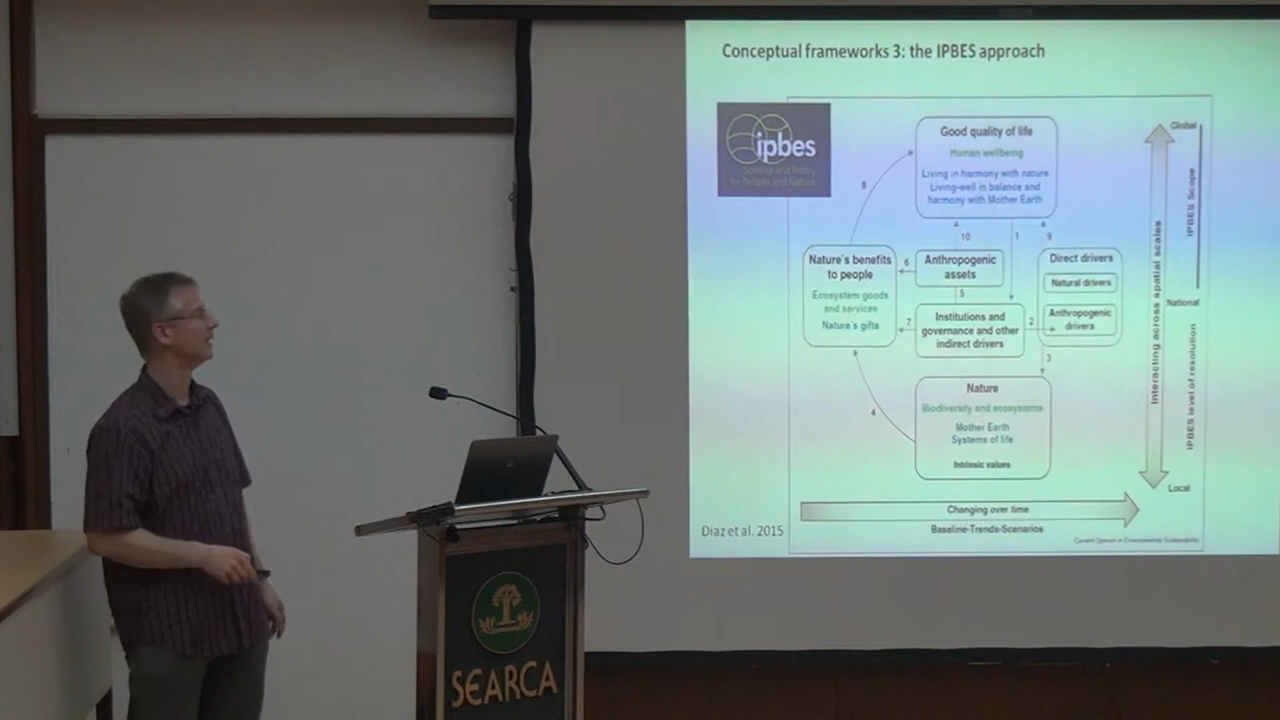 Conceptual frameworks 3: the IPBES approach
ipbes
Science and Policy
for People and Nature
Good quality of life
Human wellbeing
Living in harmony with nature
Living-well in balance and
harmony with Mother Earth
Global
IPBES Scope
8
10
1
9
Nature's benefits
to people
Ecosystem goods
and services
Nature's gifts
6
Anthropogenic
assets
5
7
Institutions and
governance and other
indirect drivers
2
Direct drivers
Natural drivers
Anthropogenic
drivers
3
National
Interacting across spatial scales
IPBES level of resolution
4
Nature
Biodiversity and ecosystems
Mother Earth
Systems of life
Intrinsic values
Local
Changing over time
Baseline-Trends-Scenarios
Diaz et al. 2015
Current Opinion in Environmental Sustainability
SEARCA